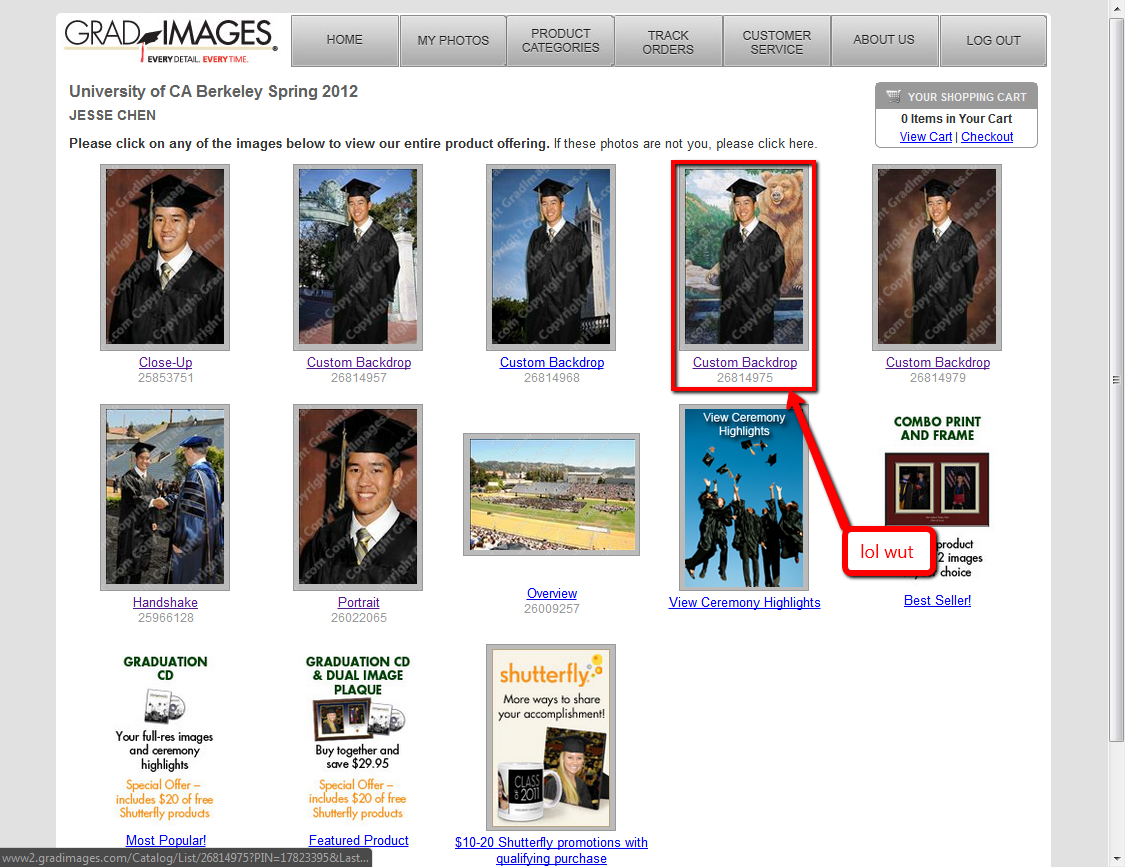 GRAD IMAGES®
EVERY DETAIL. EVERY TIME.
HOME
MY PHOTOS
PRODUCT
CATEGORIES
TRACK
ORDERS
CUSTOMER
SERVICE
ABOUT US
LOG OUT
University of CA Berkeley Spring 2012
JESSE CHEN
YOUR SHOPPING CART
0 Items in Your Cart
View Cart | Checkout
Please click on any of the images below to view our entire product offering. If these photos are not you, please click here.
Close-Up
25853751
Custom Backdrop
26814957
Custom Backdrop
26814968
Custom Backdrop
26814975
Custom Backdrop
26814979
Handshake
25966128
Portrait
26022065
Overview
26009257
View Ceremony
Highlights
View Ceremony Highlights
COMBO PRINT
AND FRAME
lol wut
product
2 images
choice
Best Seller!
GRADUATION
CD
Your full-res images
and ceremony
highlights
Special Offer –
includes $20 of free
Shutterfly products
Most Popular!
GRADUATION CD
& DUAL IMAGE
PLAQUE
Buy together and
save $29.95
Special Offer –
includes $20 of free
Shutterfly products
Featured Product
shutterfly
More ways to share
your accomplishment!
CLASS
OF 2011
$10-20 Shutterfly promotions with
qualifying purchase
www2.gradimages.com/Catalog/List/26814975?PIN=17823395&Last...